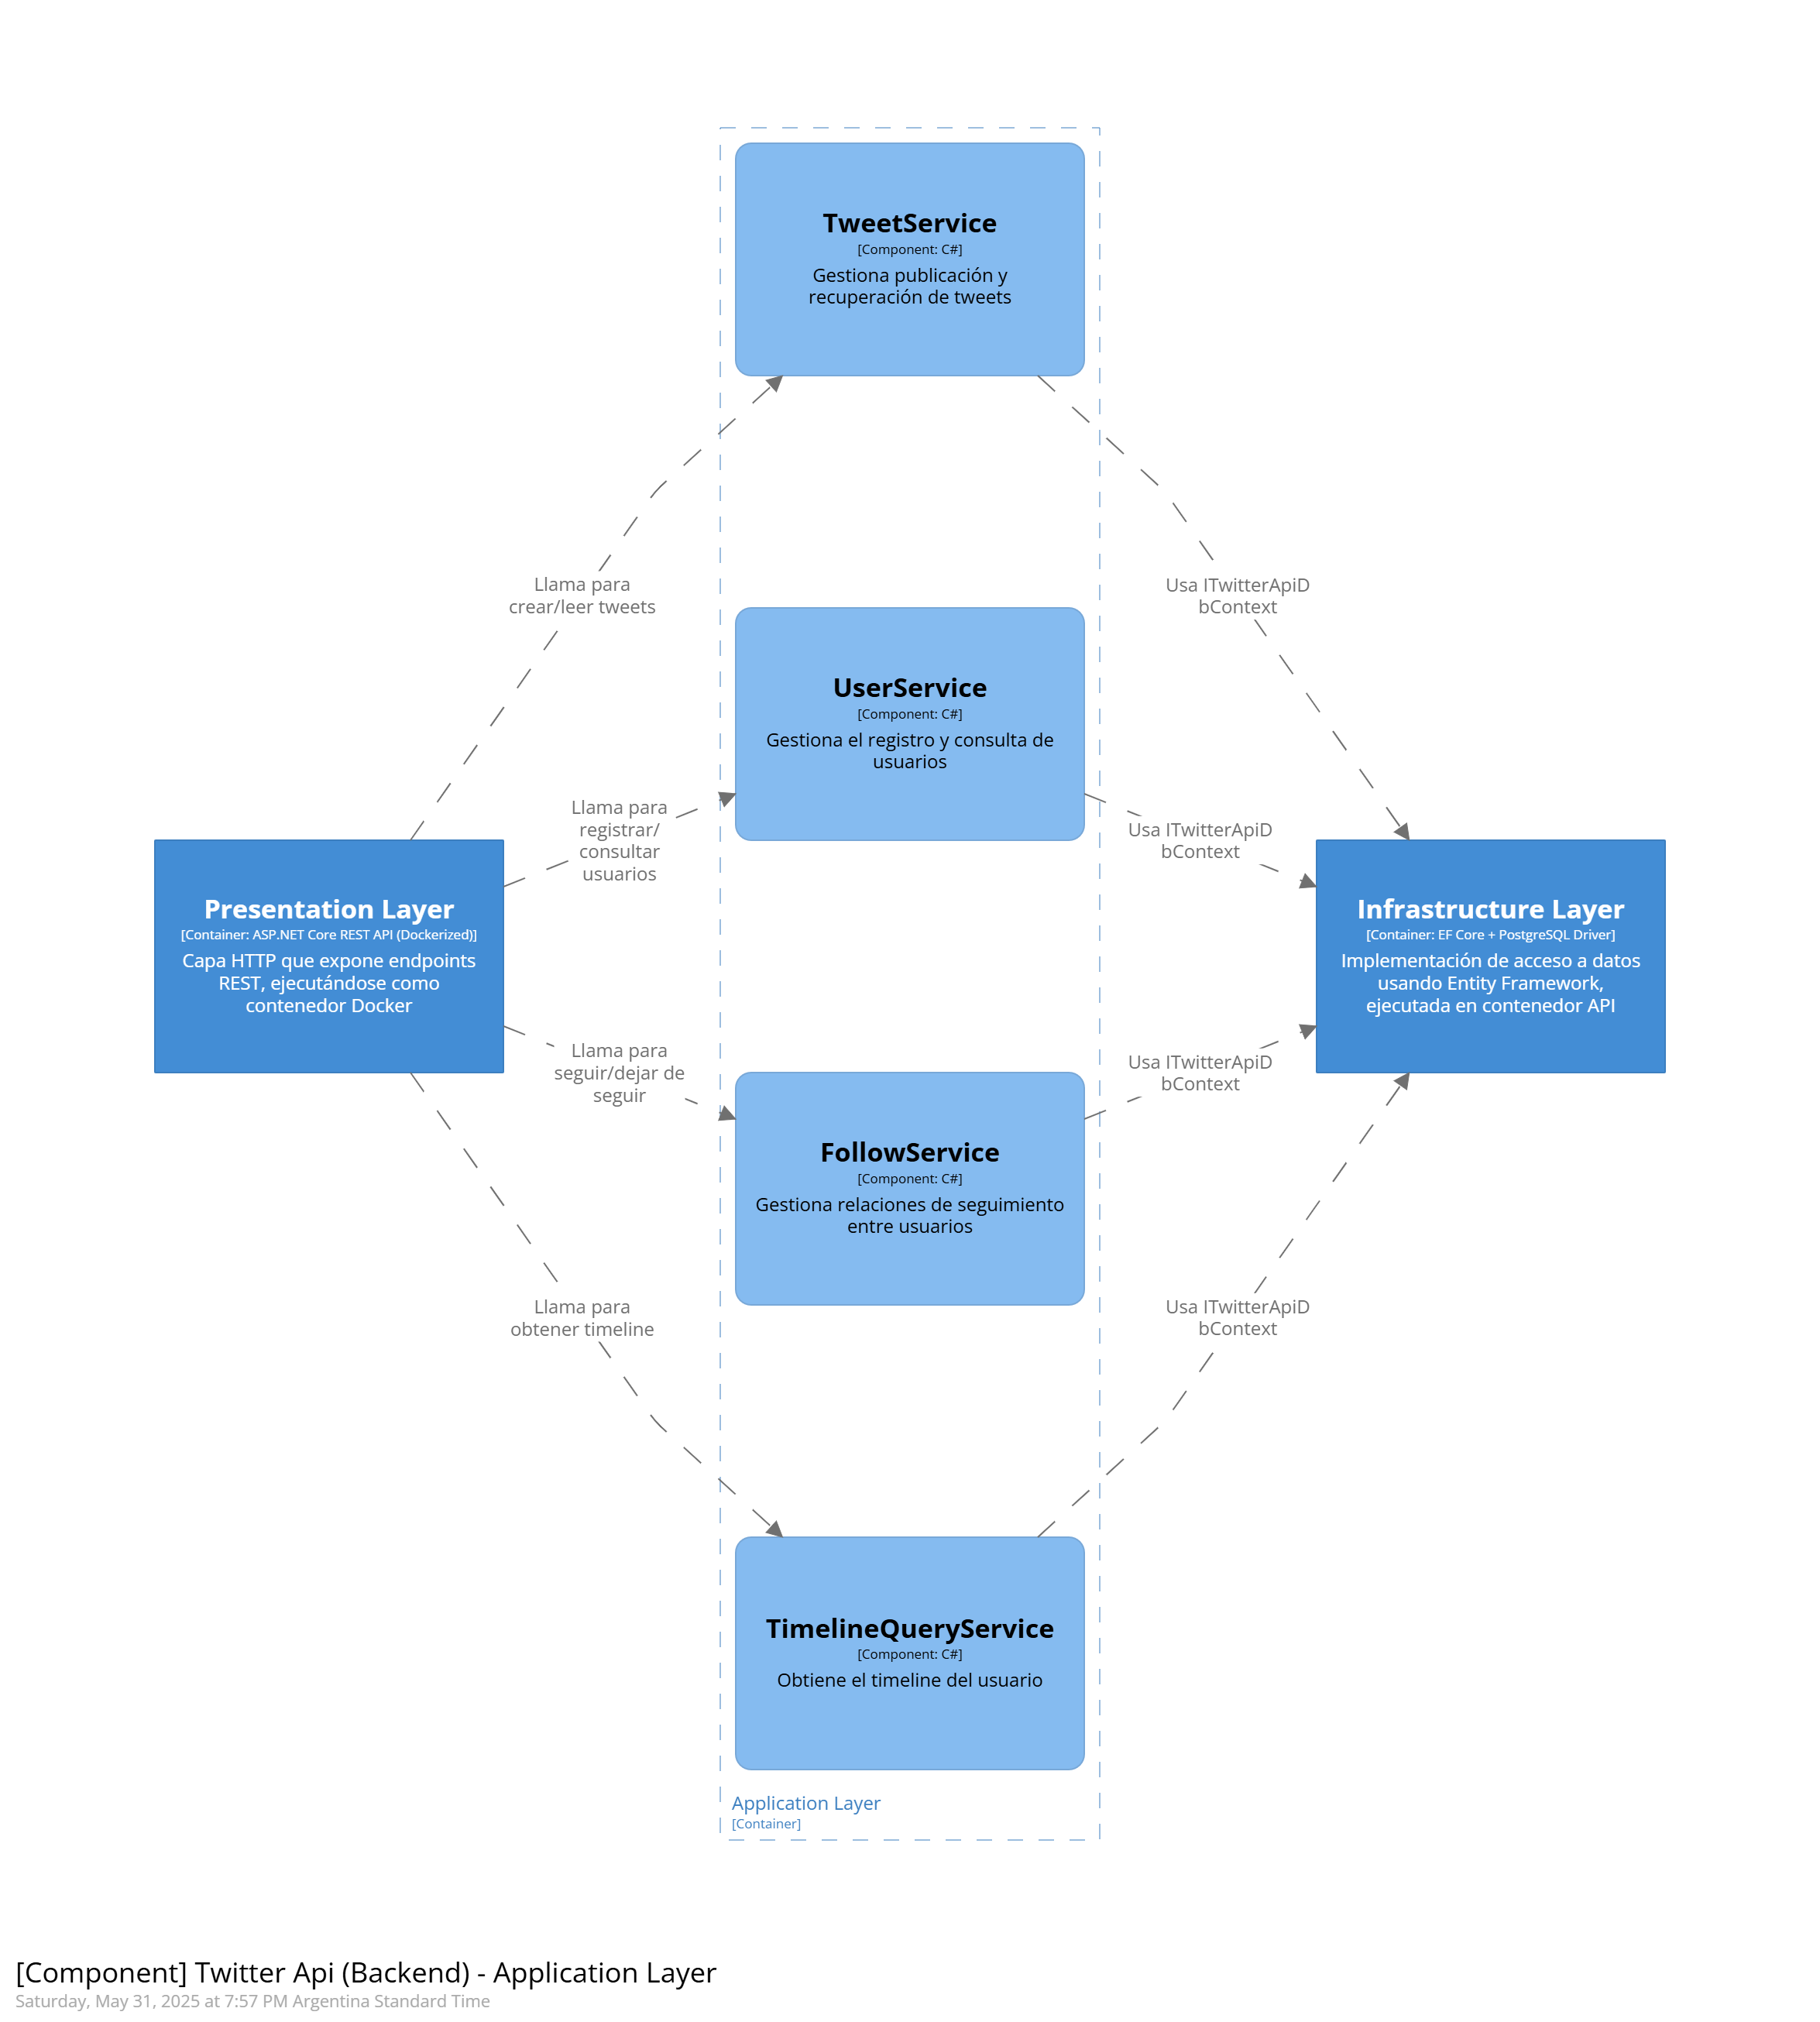 TweetService
[Component: C#]
Gestiona publicación y
recuperación de tweets
Llama para
crear/leer tweets
Usa ITwitterApiD
bContext
UserService
[Component: C#]
Gestiona el registro y consulta de
usuarios
Llama para
registrar/
consultar
usuarios
Usa ITwitterApiD
bContext
Presentation Layer
[Container: ASP.NET Core REST API (Dockerized)]
Capa HTTP que expone endpoints
REST, ejecutándose como
contenedor Docker
Infrastructure Layer
[Container: EF Core + PostgreSQL Driver]
Implementación de acceso a datos
usando Entity Framework,
ejecutada en contenedor API
Llama para
seguir/dejar de
seguir
Usa ITwitterApiD
bContext
FollowService
[Component: C#]
Gestiona relaciones de seguimiento
entre usuarios
Llama para
obtener timeline
Usa ITwitterApiD
bContext
TimelineQueryService
[Component: C#]
Obtiene el timeline del usuario
Application Layer
[Container]
[Component] Twitter Api (Backend) - Application Layer
Saturday, May 31, 2025 at 7:57 PM Argentina Standard Time